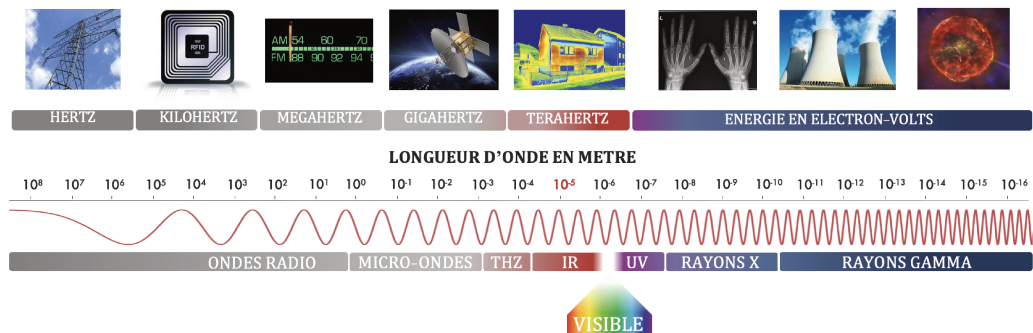 RFID
AM 54 60 70
FM 88 90 92 94
L
HERTZ KILOHERTZ MEGAHERTZ GIGAHERTZ TERAHERTZ ENERGIE EN ELECTRON–VOLTS
LONGUEUR D’ONDE EN METRE
10⁸ 10⁷ 10⁶ 10⁵ 10⁴ 10³ 10² 10¹ 10⁰ 10⁻¹ 10⁻² 10⁻³ 10⁻⁴ 10⁻⁵ 10⁻⁶ 10⁻⁷ 10⁻⁸ 10⁻⁹ 10⁻¹⁰ 10⁻¹¹ 10⁻¹² 10⁻¹³ 10⁻¹⁴ 10⁻¹⁵ 10⁻¹⁶
ONDES RADIO MICRO–ONDES THZ IR UV RAYONS X RAYONS GAMMA
VISIBLE